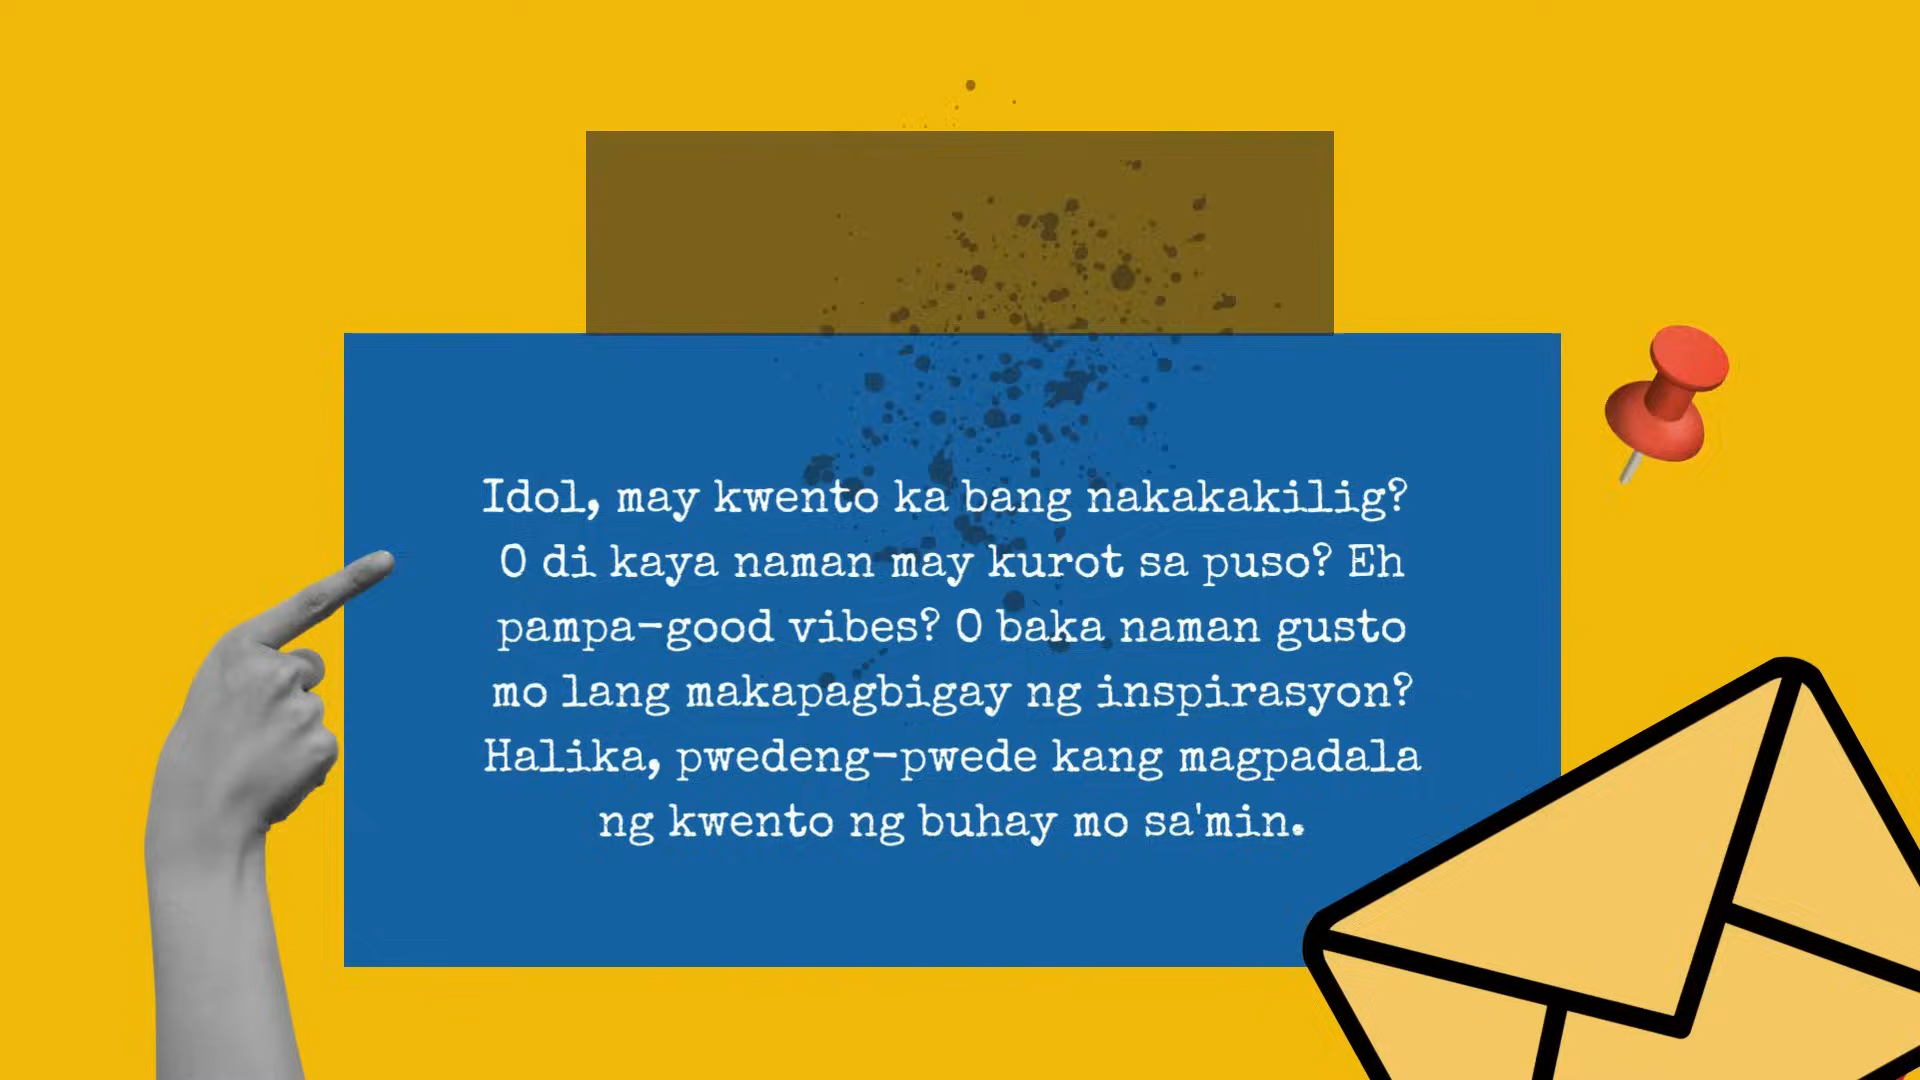 Idol, may kwento ka bang nakakakilig?
O di kaya naman may kurot sa puso? Eh
pampa-good vibes? O baka naman gusto
mo lang makapagbigay ng inspirasyon?
Halika, pwedeng-pwede kang magpadala
ng kwento ng buhay mo sa'min.